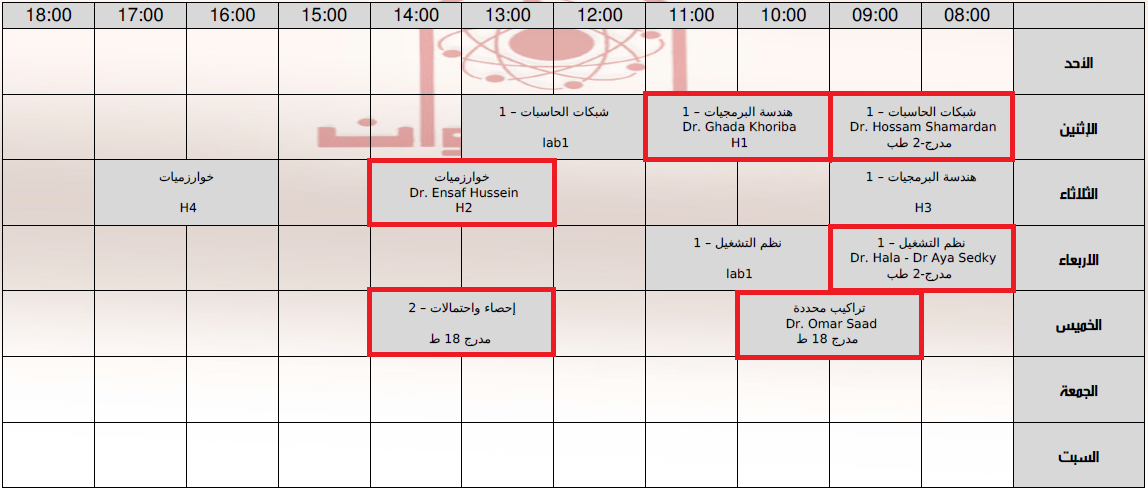 08:00 09:00 10:00 11:00 12:00 13:00 14:00 15:00 16:00 17:00 18:00
الأحد
الإثنين
شبكات الحاسبات – 1
Dr. Hossam Shamardan
مدرج-2 طب
هندسة البرمجيات – 1
Dr. Ghada Khoriba
H1
شبكات الحاسبات – 1
lab1
الثلاثاء
هندسة البرمجيات – 1
H3
خوارزميات
Dr. Ensaf Hussein
H2
خوارزميات
H4
الأربعاء
نظم التشغيل – 1
Dr. Hala - Dr Aya Sedky
مدرج-2 طب
نظم التشغيل – 1
lab1
الخميس
تراكيب محددة
Dr. Omar Saad
مدرج 18 ط
إحصاء واحتمالات – 2
مدرج 18 ط
الجمعة
السبت